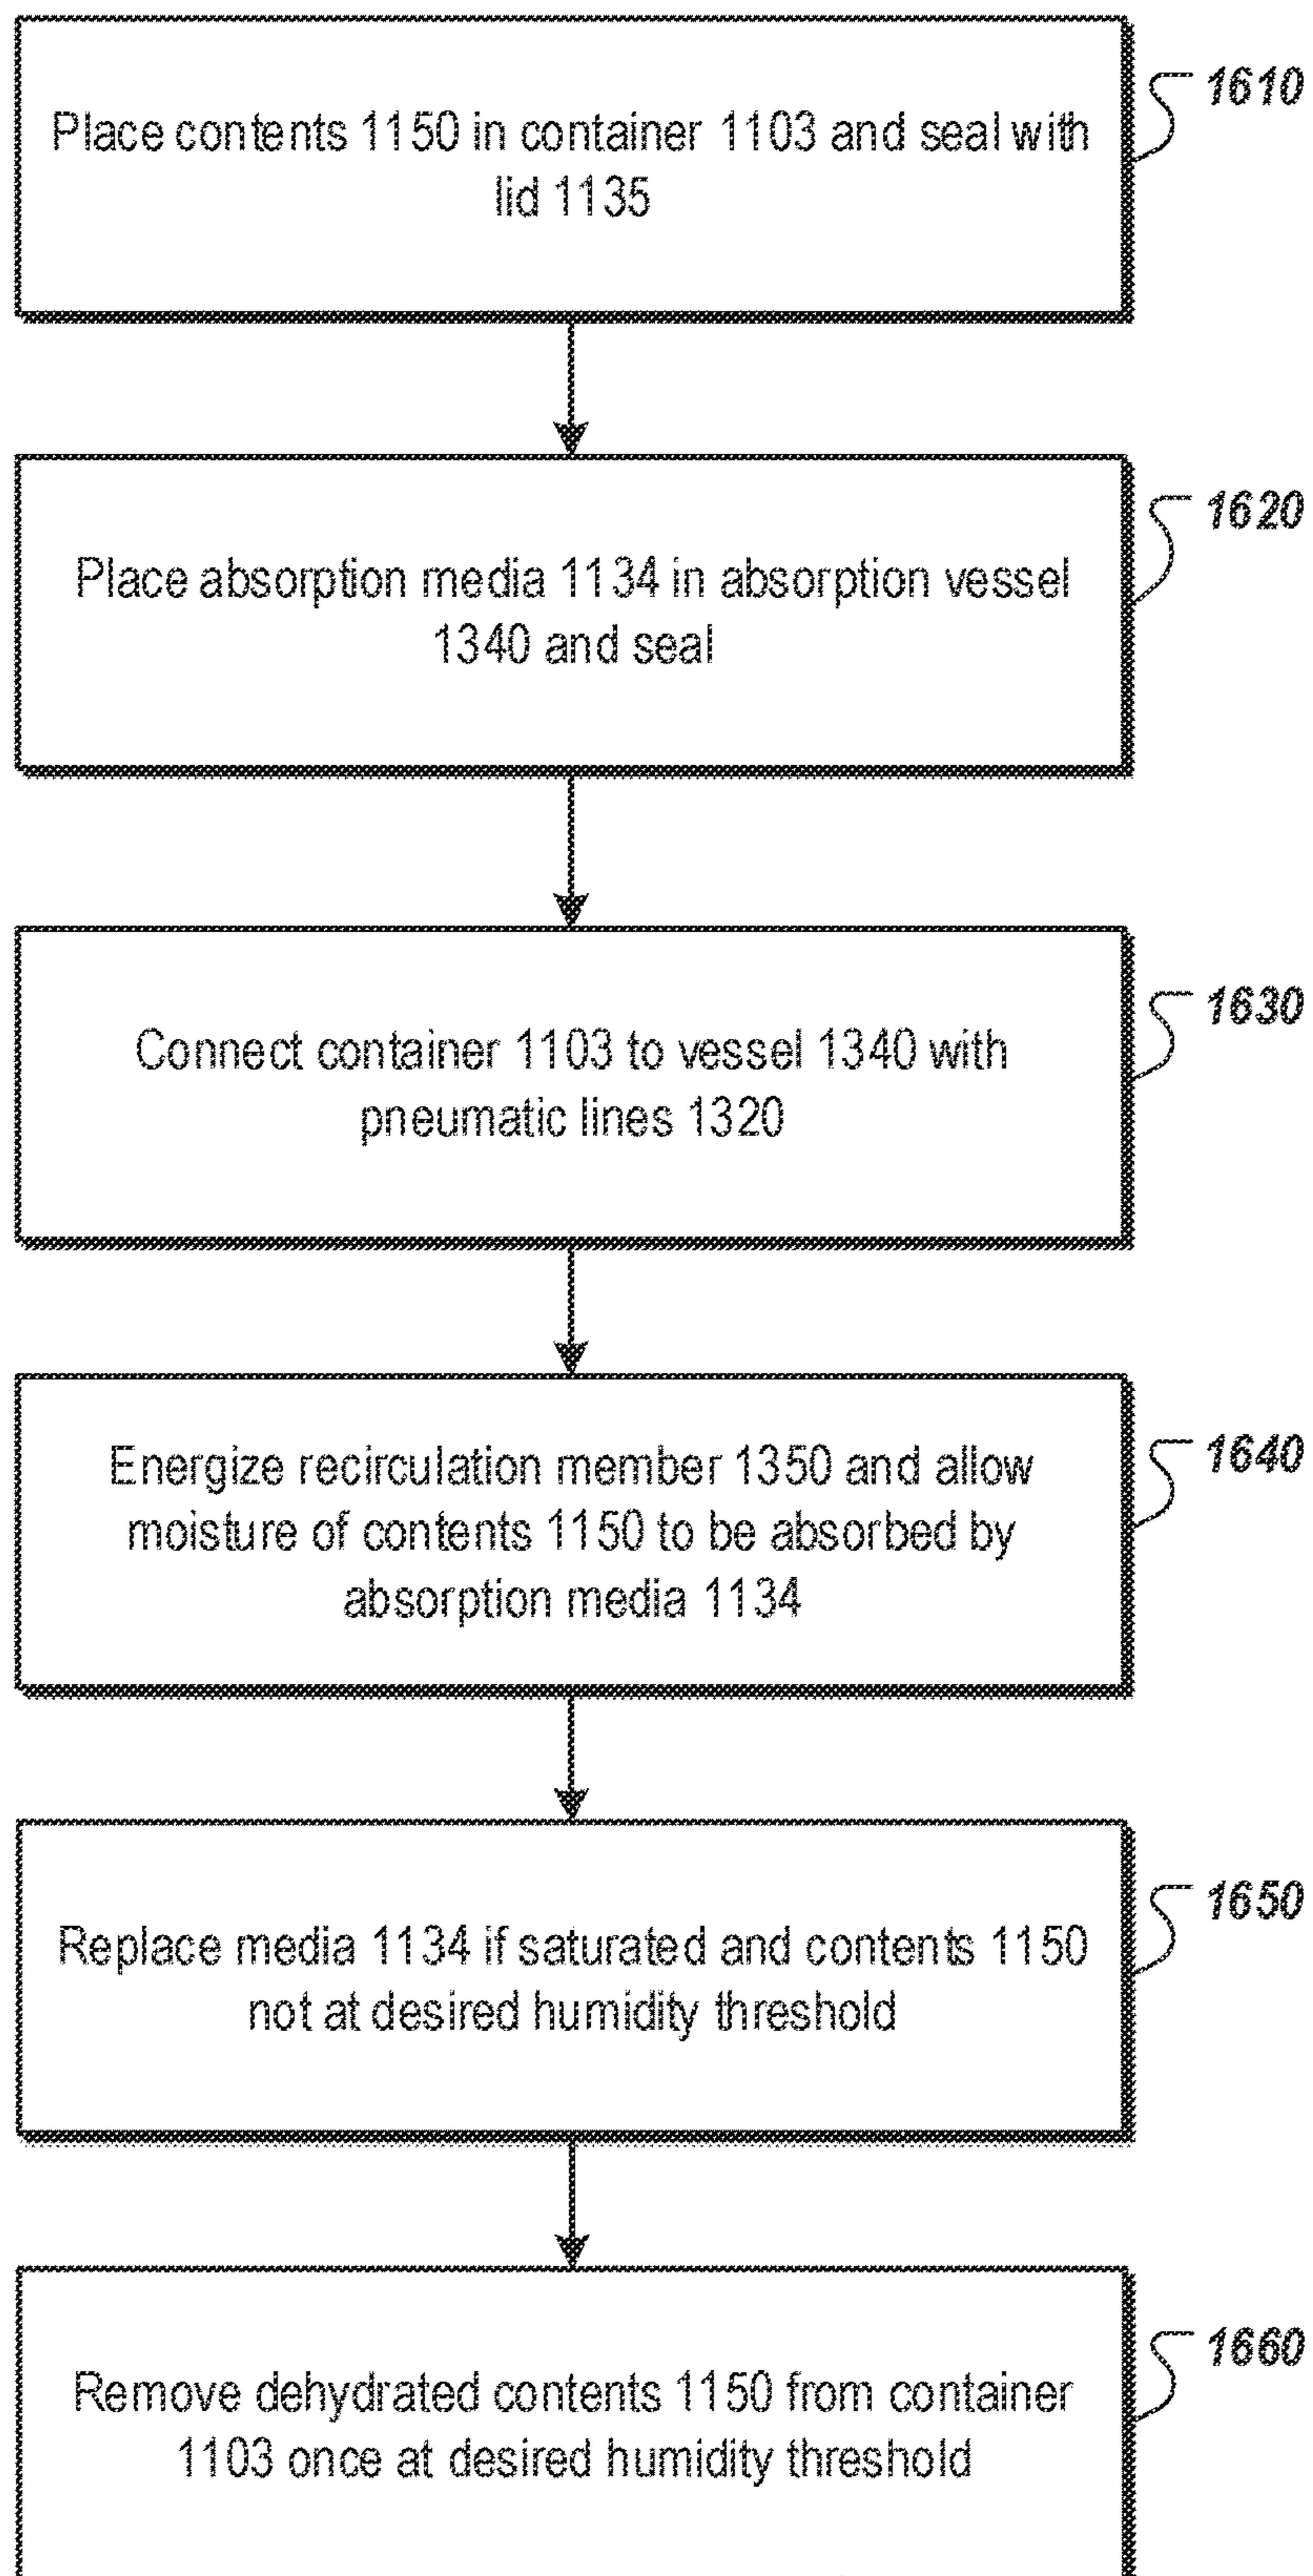 Place contents 1150 in container 1103 and seal with
lid 1135
1610
Place absorption media 1134 in absorption vessel
1340 and seal
1620
Connect container 1103 to vessel 1340 with
pneumatic lines 1320
1630
Energize recirculation member 1350 and allow
moisture of contents 1150 to be absorbed by
absorption media 1134
1640
Replace media 1134 if saturated and contents 1150
not at desired humidity threshold
1650
Remove dehydrated contents 1150 from container
1103 once at desired humidity threshold
1660